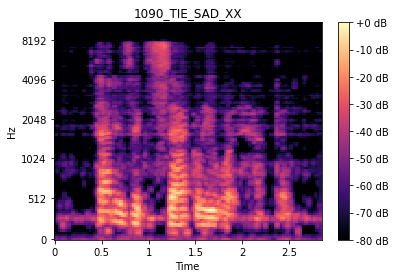 1090_TIE_SAD_XX
+0 dB
8192
-10 dB
4096
-20 dB
-30 dB
2048
Hz
-40 dB
1024
-50 dB
-60 dB
512
-70 dB
0
-80 dB
0 0.5 1 1.5 2 2.5
Time